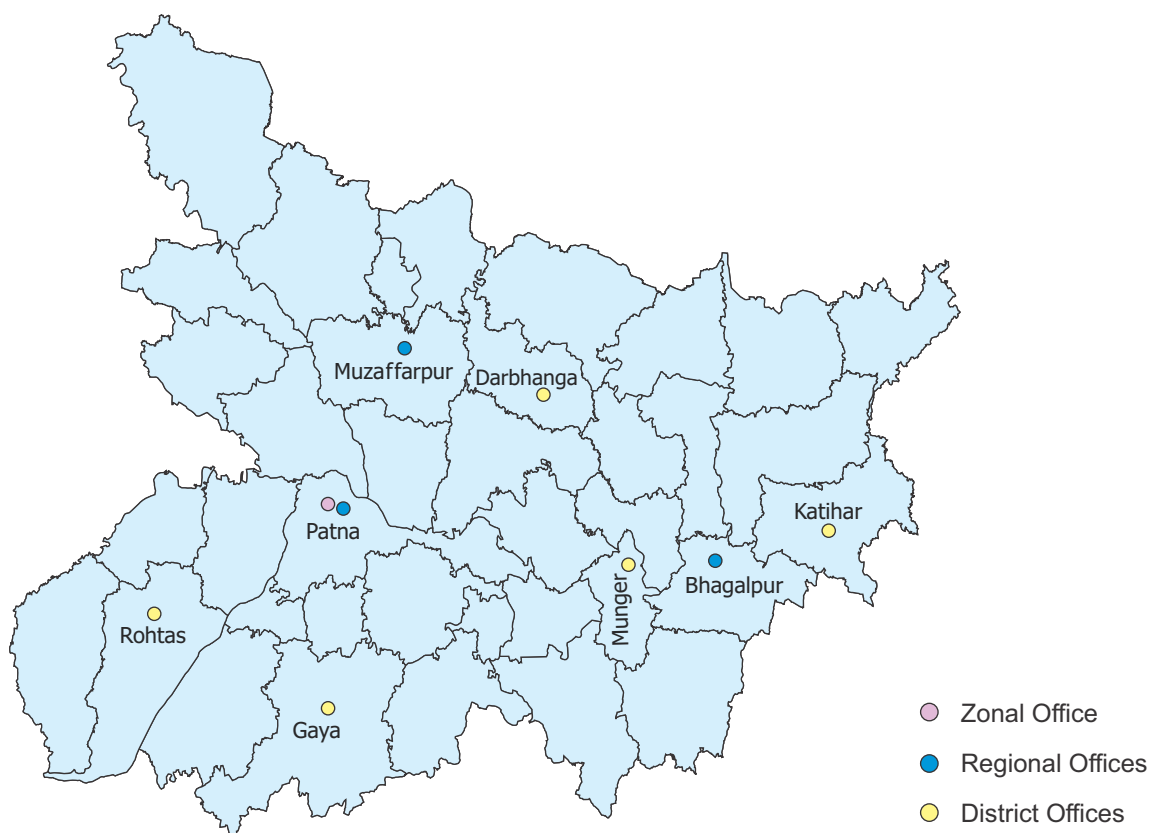 Muzaffarpur
Darbhanga
Patna
Katihar
Bhagalpur
Munger
Rohtas
Gaya
Zonal Office
Regional Offices
District Offices